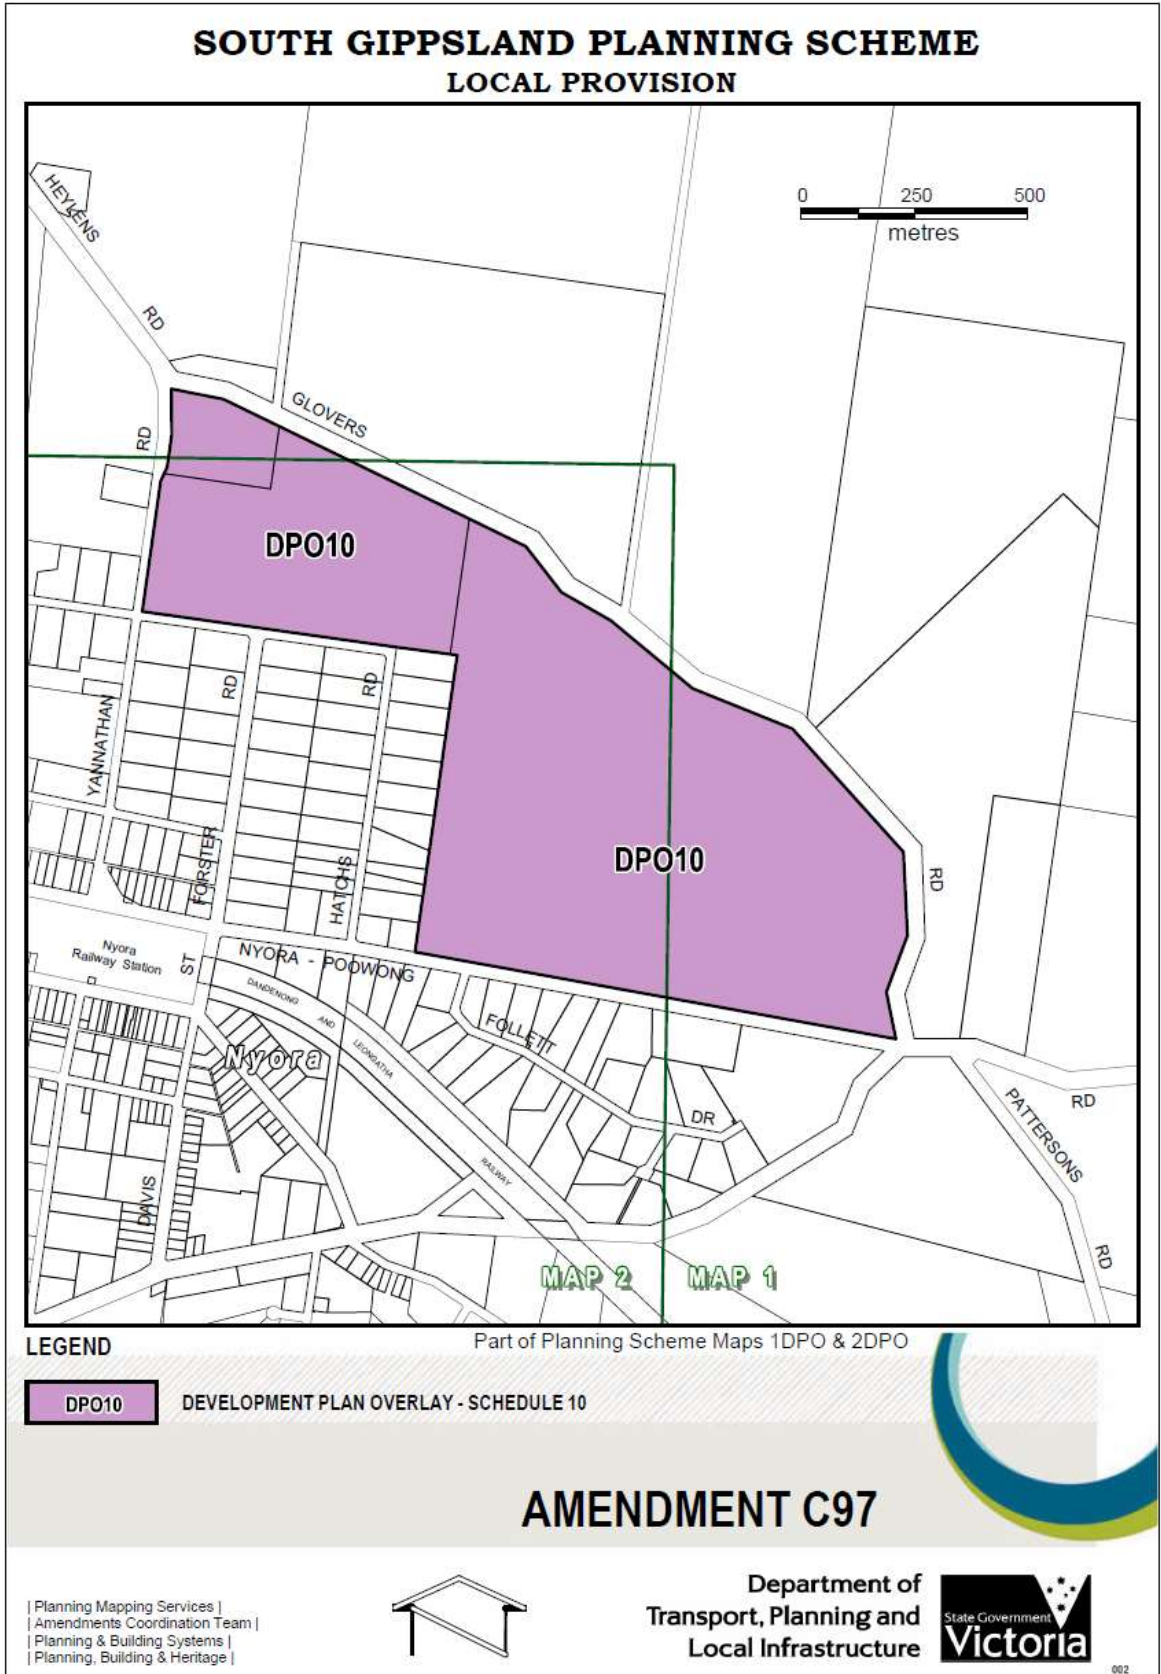 SOUTH GIPPSLAND PLANNING SCHEME
LOCAL PROVISION
0 250 500
metres
HEYLENS
RD
GLOVERS
RD
DPO10
RD
RD
YANNATHAN
DPO10
FORSTER
HATCHS
RD
Nyora
Railway Station
ST
NYORA - POOWONG
DANDENONG
AND
LEONGATHA
RAILWAY
FOLLETT
DR
Nyora
RD
PATTERSONS
RD
DAVIS
MAP 2
MAP 1
LEGEND
Part of Planning Scheme Maps 1DPO & 2DPO
DPO10
DEVELOPMENT PLAN OVERLAY - SCHEDULE 10
AMENDMENT C97
| Planning Mapping Services |
| Amendments Coordination Team |
| Planning & Building Systems |
| Planning, Building & Heritage |
Department of
Transport, Planning and
Local Infrastructure
State Government
Victoria
002